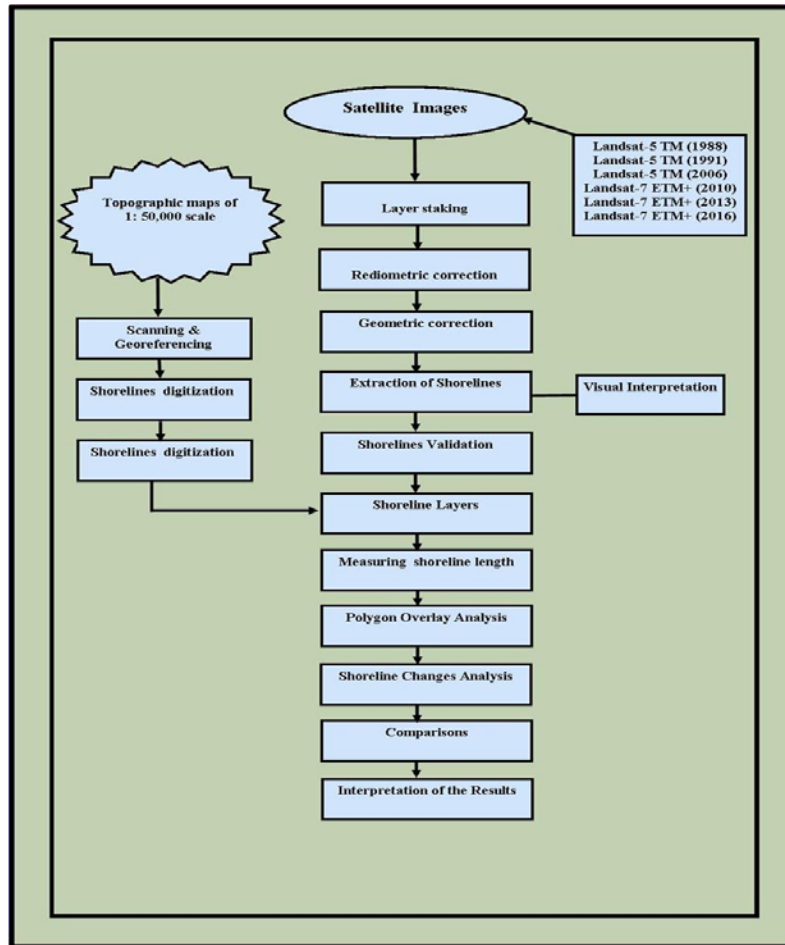 Satellite Images
Landsat-5 TM (1988)
Landsat-5 TM (1991)
Landsat-5 TM (2006)
Landsat-7 ETM+ (2010)
Landsat-7 ETM+ (2013)
Landsat-7 ETM+ (2016)
Topographic maps of
1: 50,000 scale
Layer staking
Rediometric correction
Scanning &
Georeferencing
Geometric correction
Shorelines digitization
Extraction of Shorelines
Visual Interpretation
Shorelines digitization
Shorelines Validation
Shoreline Layers
Measuring shoreline length
Polygon Overlay Analysis
Shoreline Changes Analysis
Comparisons
Interpretation of the Results